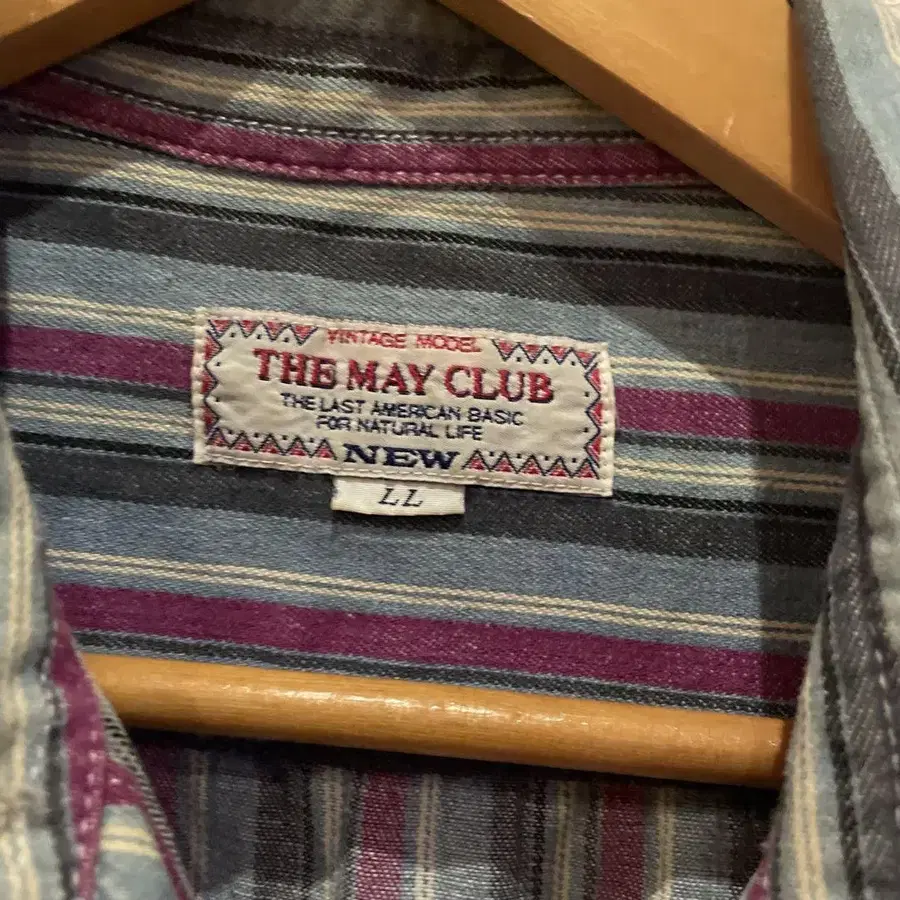 VINTAGE MODEL
THE MAY CLUB
THE LAST AMERICAN BASIC
FOR NATURAL LIFE
NEW
LL